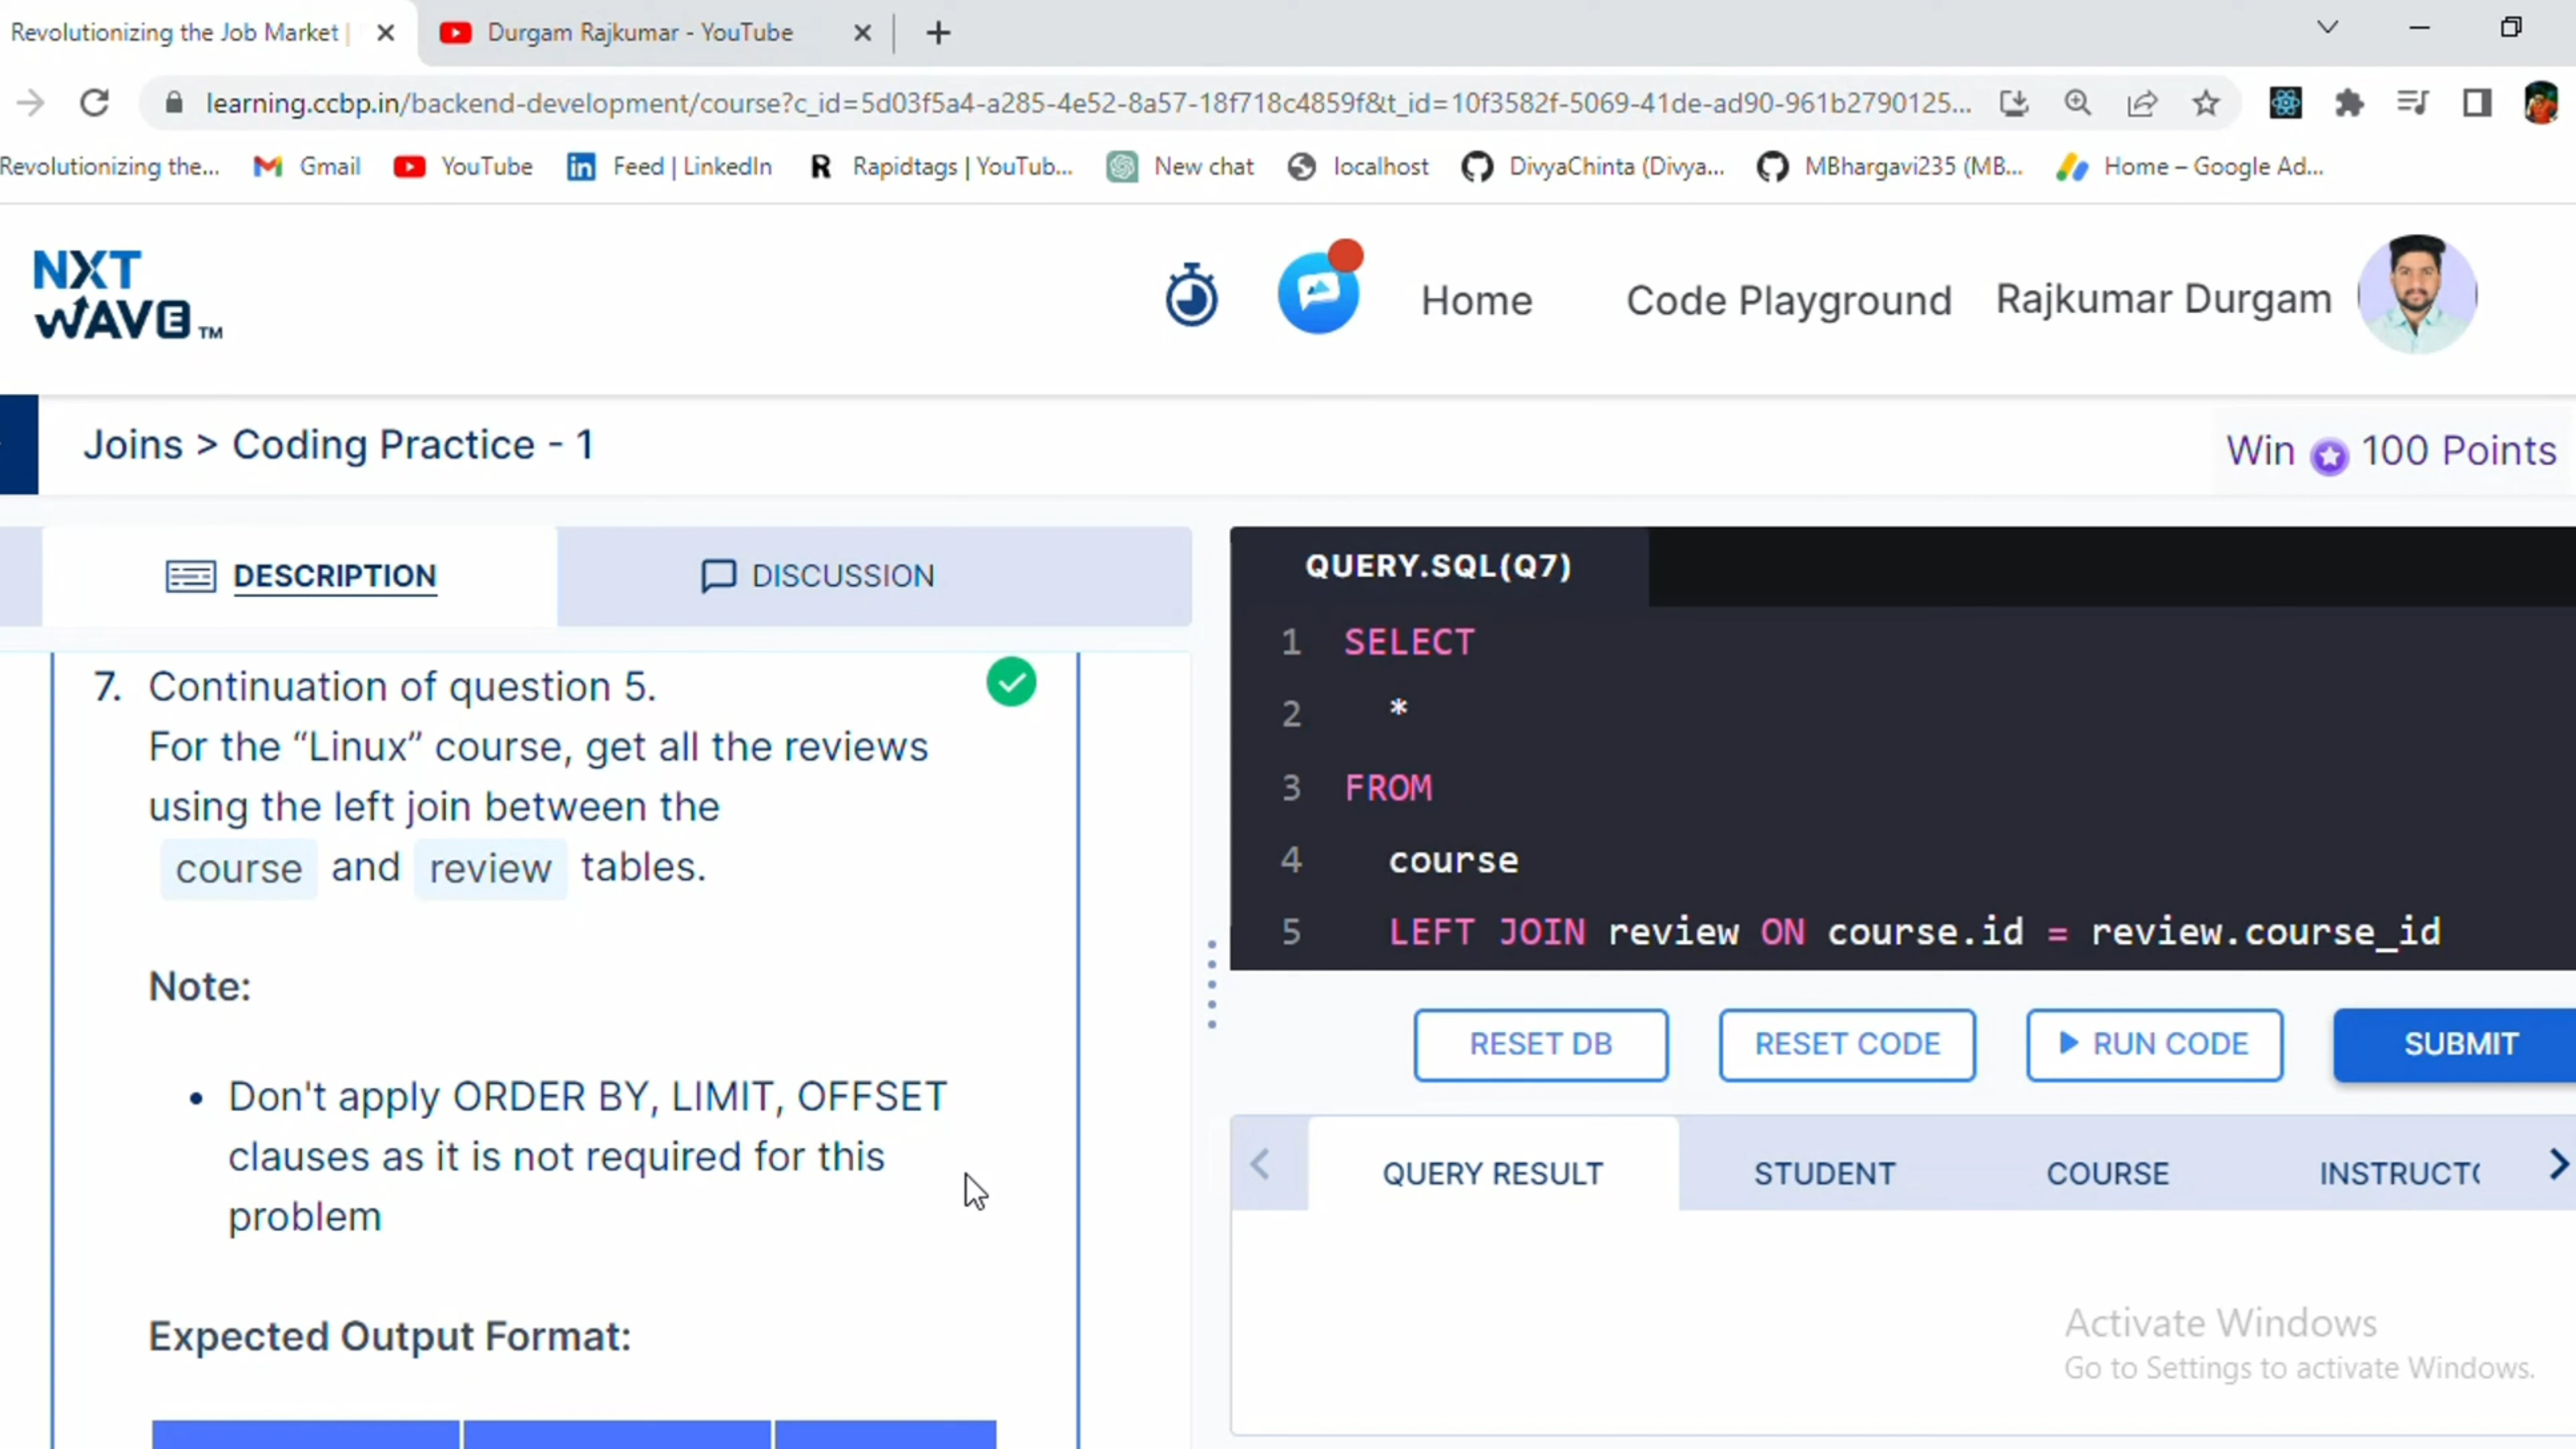 Revolutionizing the Job Market |
Durgam Rajkumar - YouTube
learning.ccbp.in/backend-development/course?c_id=5d03f5a4-a285-4e52-8a57-18f718c4859f&t_id=10f3582f-5069-41de-ad90-961b2790125...
Revolutionizing the... Gmail YouTube Feed | LinkedIn Rapidtags | YouTub... New chat localhost DivyaChinta (Divya... MBhargavi235 (MB... Home – Google Ad...
NXT
WAVE TM
Home Code Playground Rajkumar Durgam
Joins > Coding Practice - 1
Win 100 Points
DESCRIPTION DISCUSSION
7. Continuation of question 5.
For the “Linux” course, get all the reviews
using the left join between the
course and review tables.
Note:
• Don't apply ORDER BY, LIMIT, OFFSET
clauses as it is not required for this
problem
Expected Output Format:
QUERY.SQL(Q7)
1 SELECT
2 *
3 FROM
4 course
5 LEFT JOIN review ON course.id = review.course_id
RESET DB RESET CODE RUN CODE SUBMIT
QUERY RESULT STUDENT COURSE INSTRUCT
Activate Windows
Go to Settings to activate Windows.